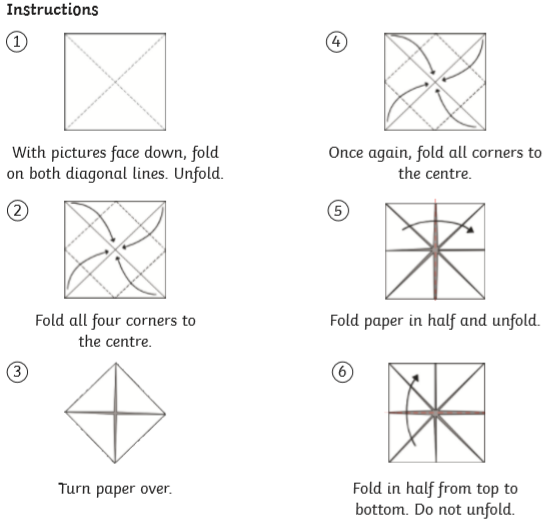 Instructions
1
With pictures face down, fold
on both diagonal lines. Unfold.
2
Fold all four corners to
the centre.
3
Turn paper over.
4
Once again, fold all corners to
the centre.
5
Fold paper in half and unfold.
6
Fold in half from top to
bottom. Do not unfold.